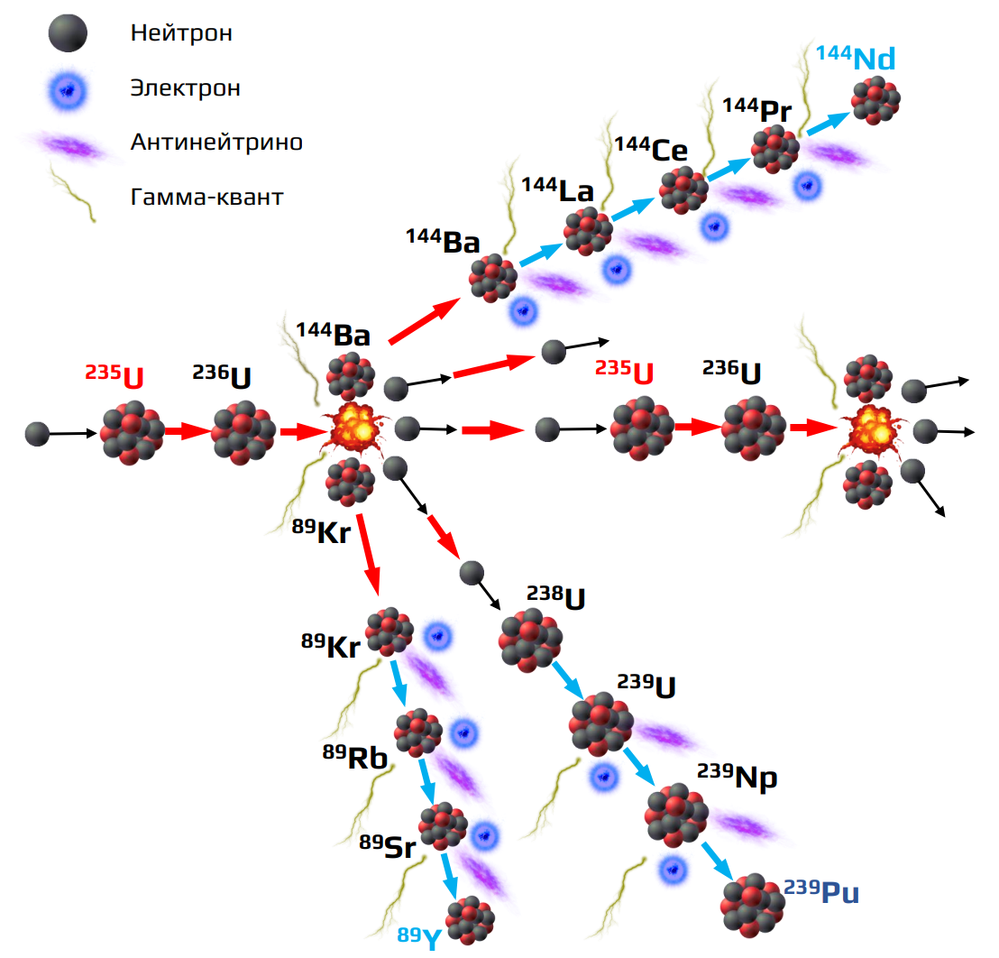 Нейтрон
Электрон
Антинейтрино
Гамма-квант
¹⁴⁴Nd
¹⁴⁴Pr
¹⁴⁴Ce
¹⁴⁴La
¹⁴⁴Ba
¹⁴⁴Ba
²³⁵U
²³⁶U
²³⁵U
²³⁶U
⁸⁹Kr
²³⁸U
⁸⁹Kr
²³⁹U
⁸⁹Rb
²³⁹Np
⁸⁹Sr
²³⁹Pu
⁸⁹Y